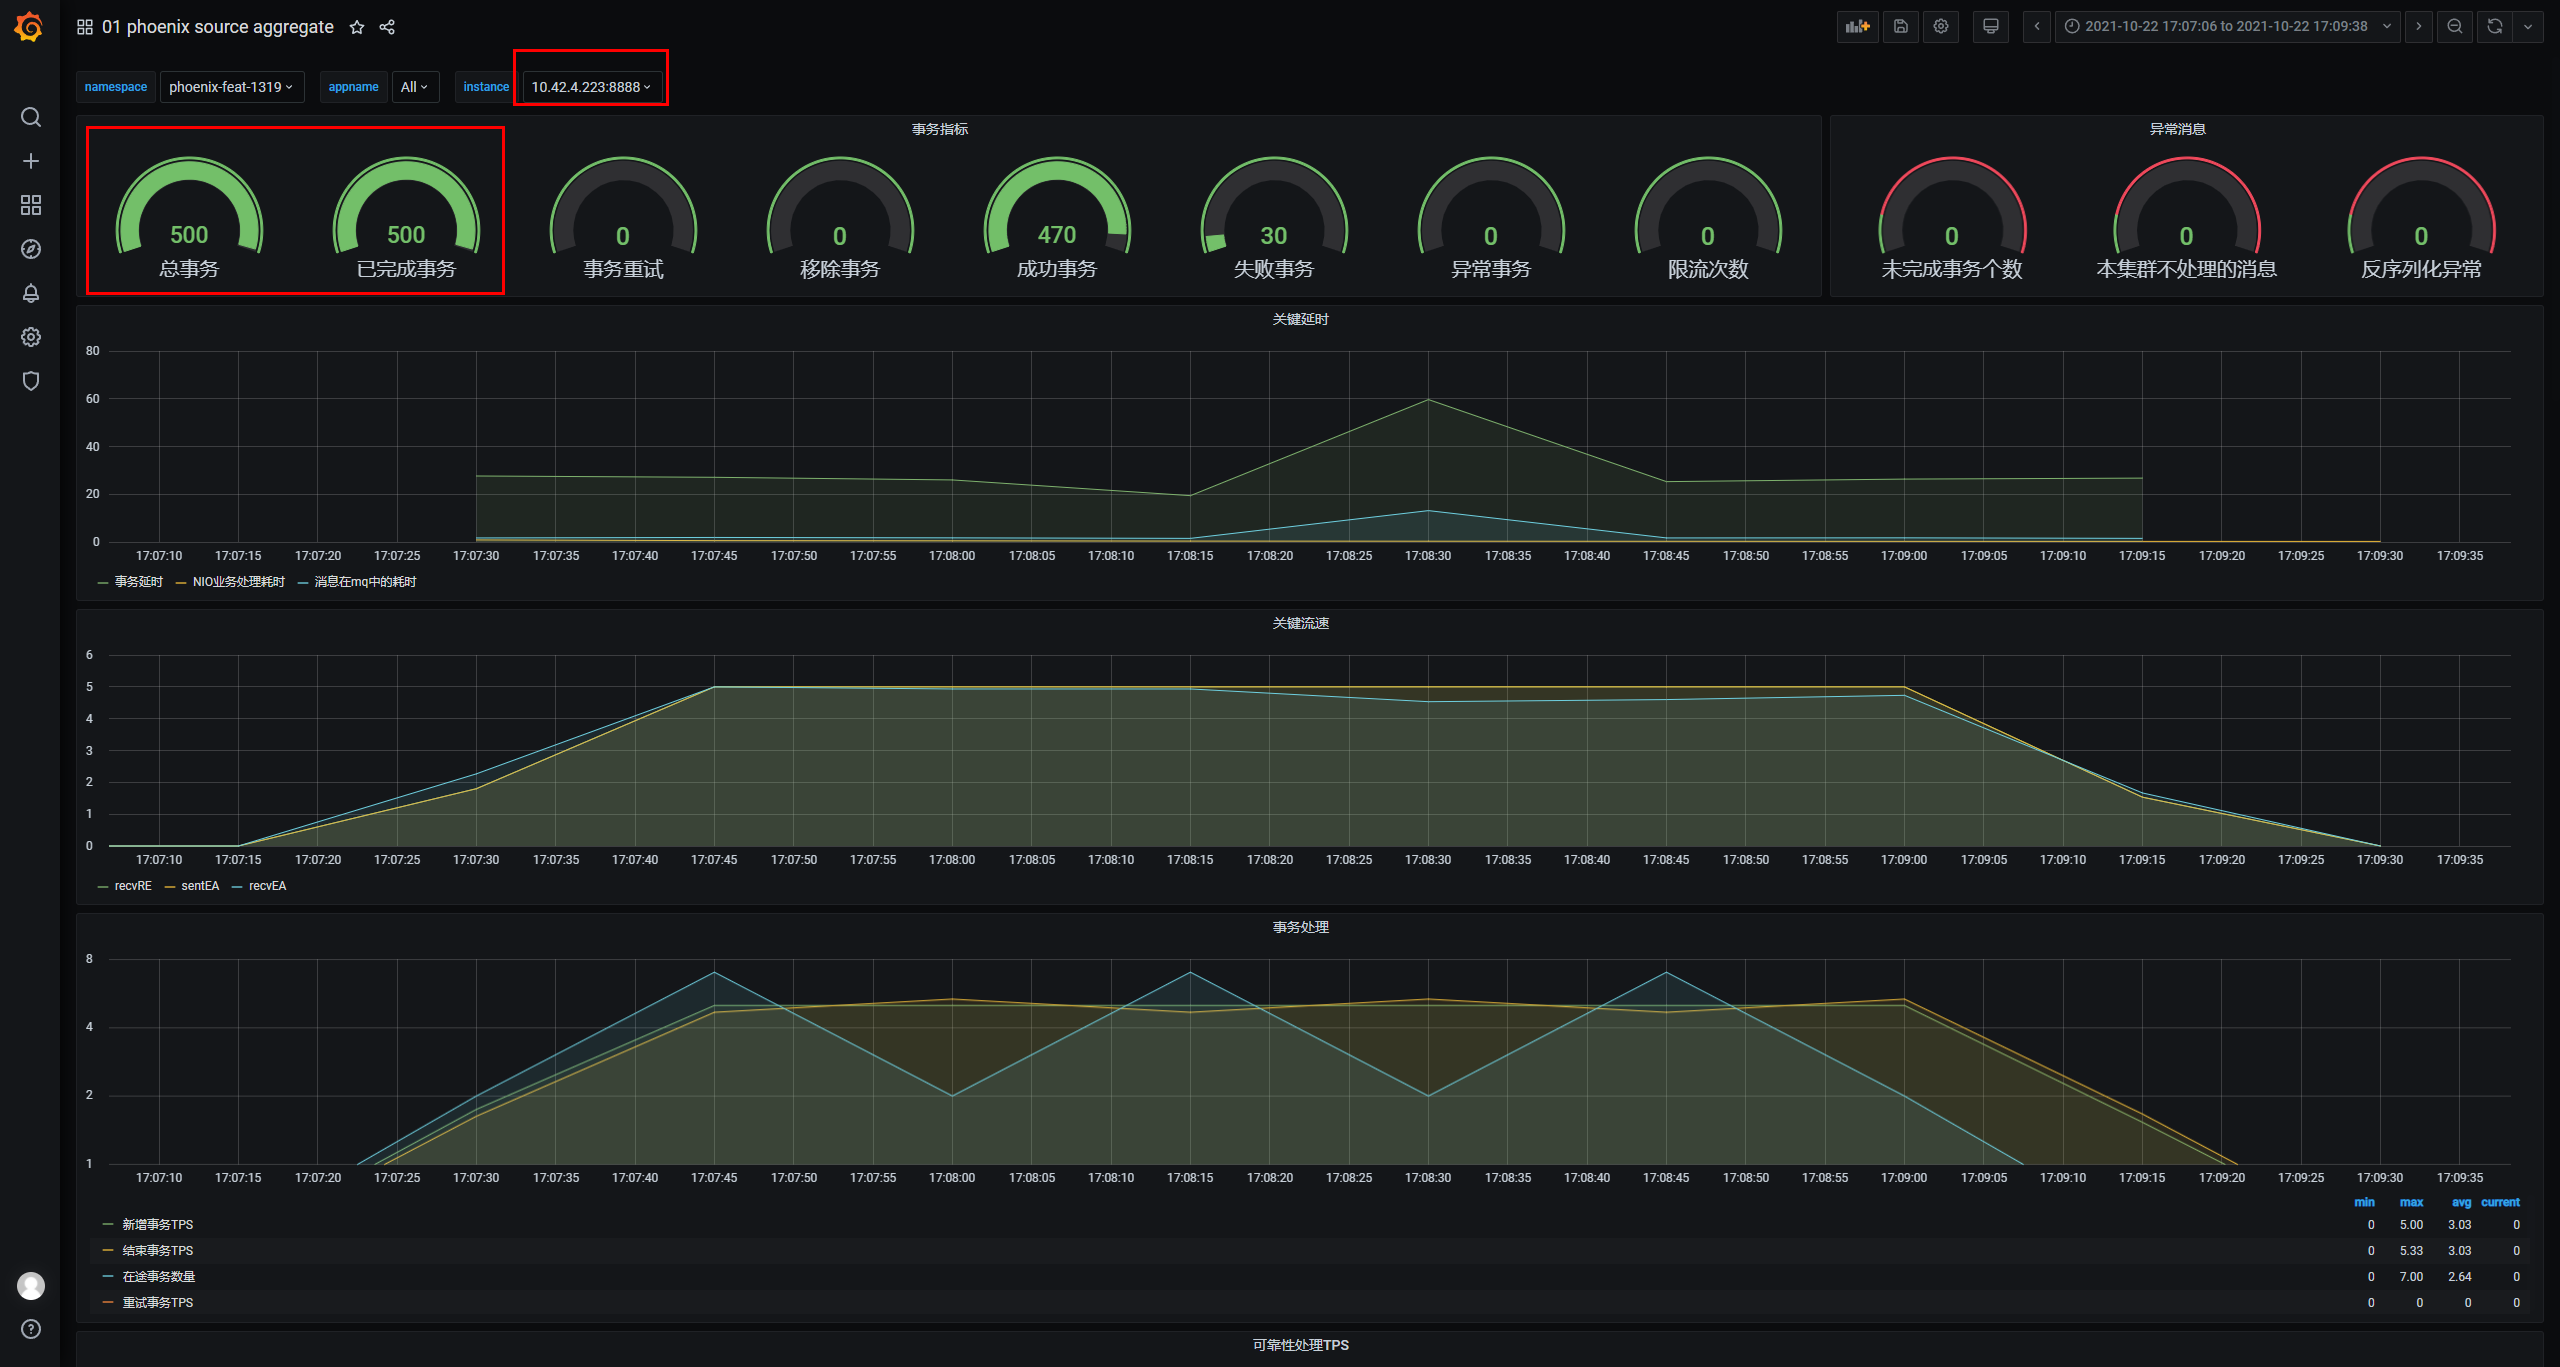 01 phoenix source aggregate
2021-10-22 17:07:06 to 2021-10-22 17:09:38
namespace phoenix-feat-1319 appname All instance 10.42.4.223:8888
事务指标
500 500 0 0 470 30 0 0
总事务 已完成事务 事务重试 移除事务 成功事务 失败事务 异常事务 限流次数
异常消息
0 0 0
未完成事务个数 本集群不处理的消息 反序列化异常
关键延时
80
60
40
20
0
17:07:10 17:07:15 17:07:20 17:07:25 17:07:30 17:07:35 17:07:40 17:07:45 17:07:50 17:07:55 17:08:00 17:08:05 17:08:10 17:08:15 17:08:20 17:08:25 17:08:30 17:08:35 17:08:40 17:08:45 17:08:50 17:08:55 17:09:00 17:09:05 17:09:10 17:09:15 17:09:20 17:09:25 17:09:30 17:09:35
事务延时 NIO业务处理耗时 消息在mq中的耗时
关键流速
6
5
4
3
2
1
0
17:07:10 17:07:15 17:07:20 17:07:25 17:07:30 17:07:35 17:07:40 17:07:45 17:07:50 17:07:55 17:08:00 17:08:05 17:08:10 17:08:15 17:08:20 17:08:25 17:08:30 17:08:35 17:08:40 17:08:45 17:08:50 17:08:55 17:09:00 17:09:05 17:09:10 17:09:15 17:09:20 17:09:25 17:09:30 17:09:35
recvRE sentEA recvEA
事务处理
8
4
2
1
17:07:10 17:07:15 17:07:20 17:07:25 17:07:30 17:07:35 17:07:40 17:07:45 17:07:50 17:07:55 17:08:00 17:08:05 17:08:10 17:08:15 17:08:20 17:08:25 17:08:30 17:08:35 17:08:40 17:08:45 17:08:50 17:08:55 17:09:00 17:09:05 17:09:10 17:09:15 17:09:20 17:09:25 17:09:30 17:09:35
min max avg current
新增事务TPS 0 5.00 3.03 0
结束事务TPS 0 5.33 3.03 0
在途事务数量 0 7.00 2.64 0
重试事务TPS 0 0 0 0
可靠性处理TPS